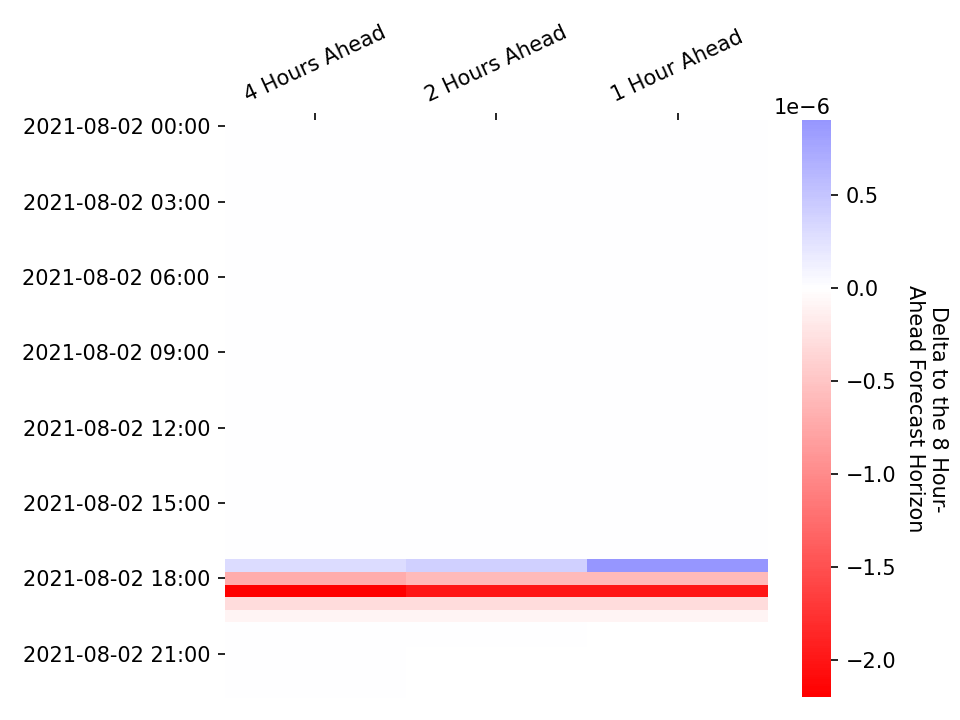 4 Hours Ahead
2 Hours Ahead
1 Hour Ahead
1e−6
2021-08-02 00:00
2021-08-02 03:00
2021-08-02 06:00
2021-08-02 09:00
2021-08-02 12:00
2021-08-02 15:00
2021-08-02 18:00
2021-08-02 21:00
0.5
0.0
−0.5
−1.0
−1.5
−2.0
Delta to the 8 Hour-
Ahead Forecast Horizon